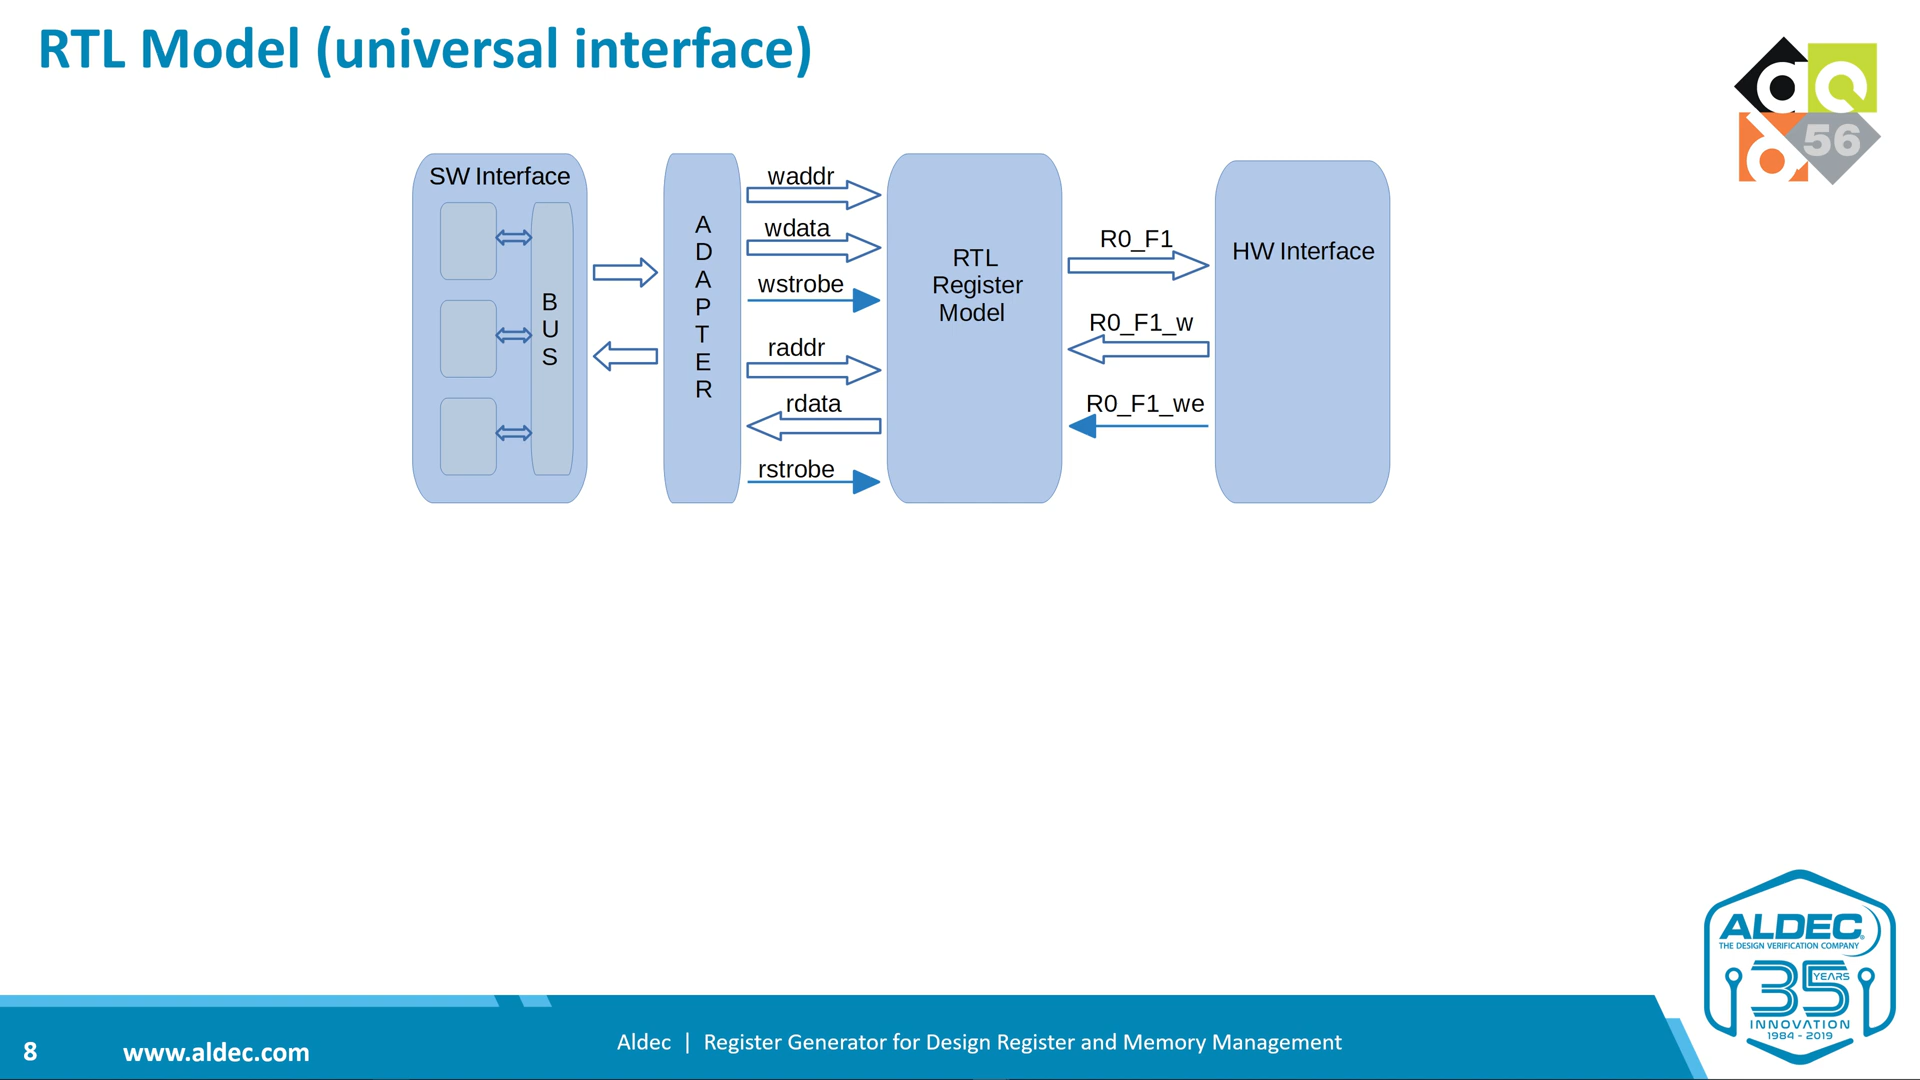 RTL Model (universal interface)
aQ
d 56
SW Interface
B
U
S
A
D
A
P
T
E
R
waddr
wdata
wstrobe
raddr
rdata
rstrobe
RTL
Register
Model
R0_F1
R0_F1_w
R0_F1_we
HW Interface
ALDEC®
THE DESIGN VERIFICATION COMPANY
35 YEARS
INNOVATION
1984 - 2019
8
www.aldec.com
Aldec | Register Generator for Design Register and Memory Management